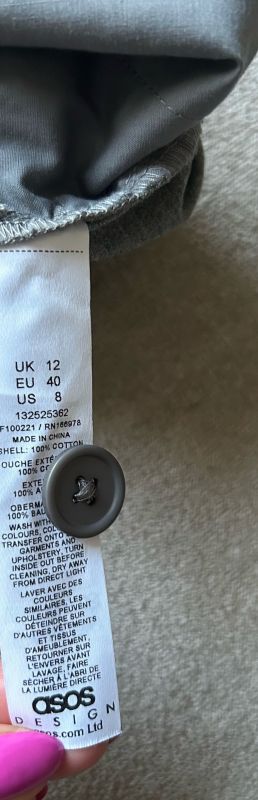 UK 12
EU 40
US 8
132525362
F100221 / RN166978
MADE IN CHINA
SHELL: 100% COTTON
OUCHE EXTÉ
100%
EXTE
100% A
OBERM
100% BA
WASH WITH
COLOURS, COL
TRANSFER ONTO
GARMENTS AND
UPHOLSTERY, TURN
INSIDE OUT BEFORE
CLEANING, DRY AWAY
FROM DIRECT LIGHT
LAVER AVEC DES
COULEURS
SIMILAIRES, LES
COULEURS PEUVENT
DÉTEINDRE SUR
D'AUTRES VÊTEMENTS
ET TISSUS
D'AMEUBLEMENT,
RETOURNER SUR
L'ENVERS AVANT
LAVAGE, FAIRE
SÉCHER À L'ABRI DE
LA LUMIÈRE DIRECTE
asos
DESIGN
asos.com Ltd